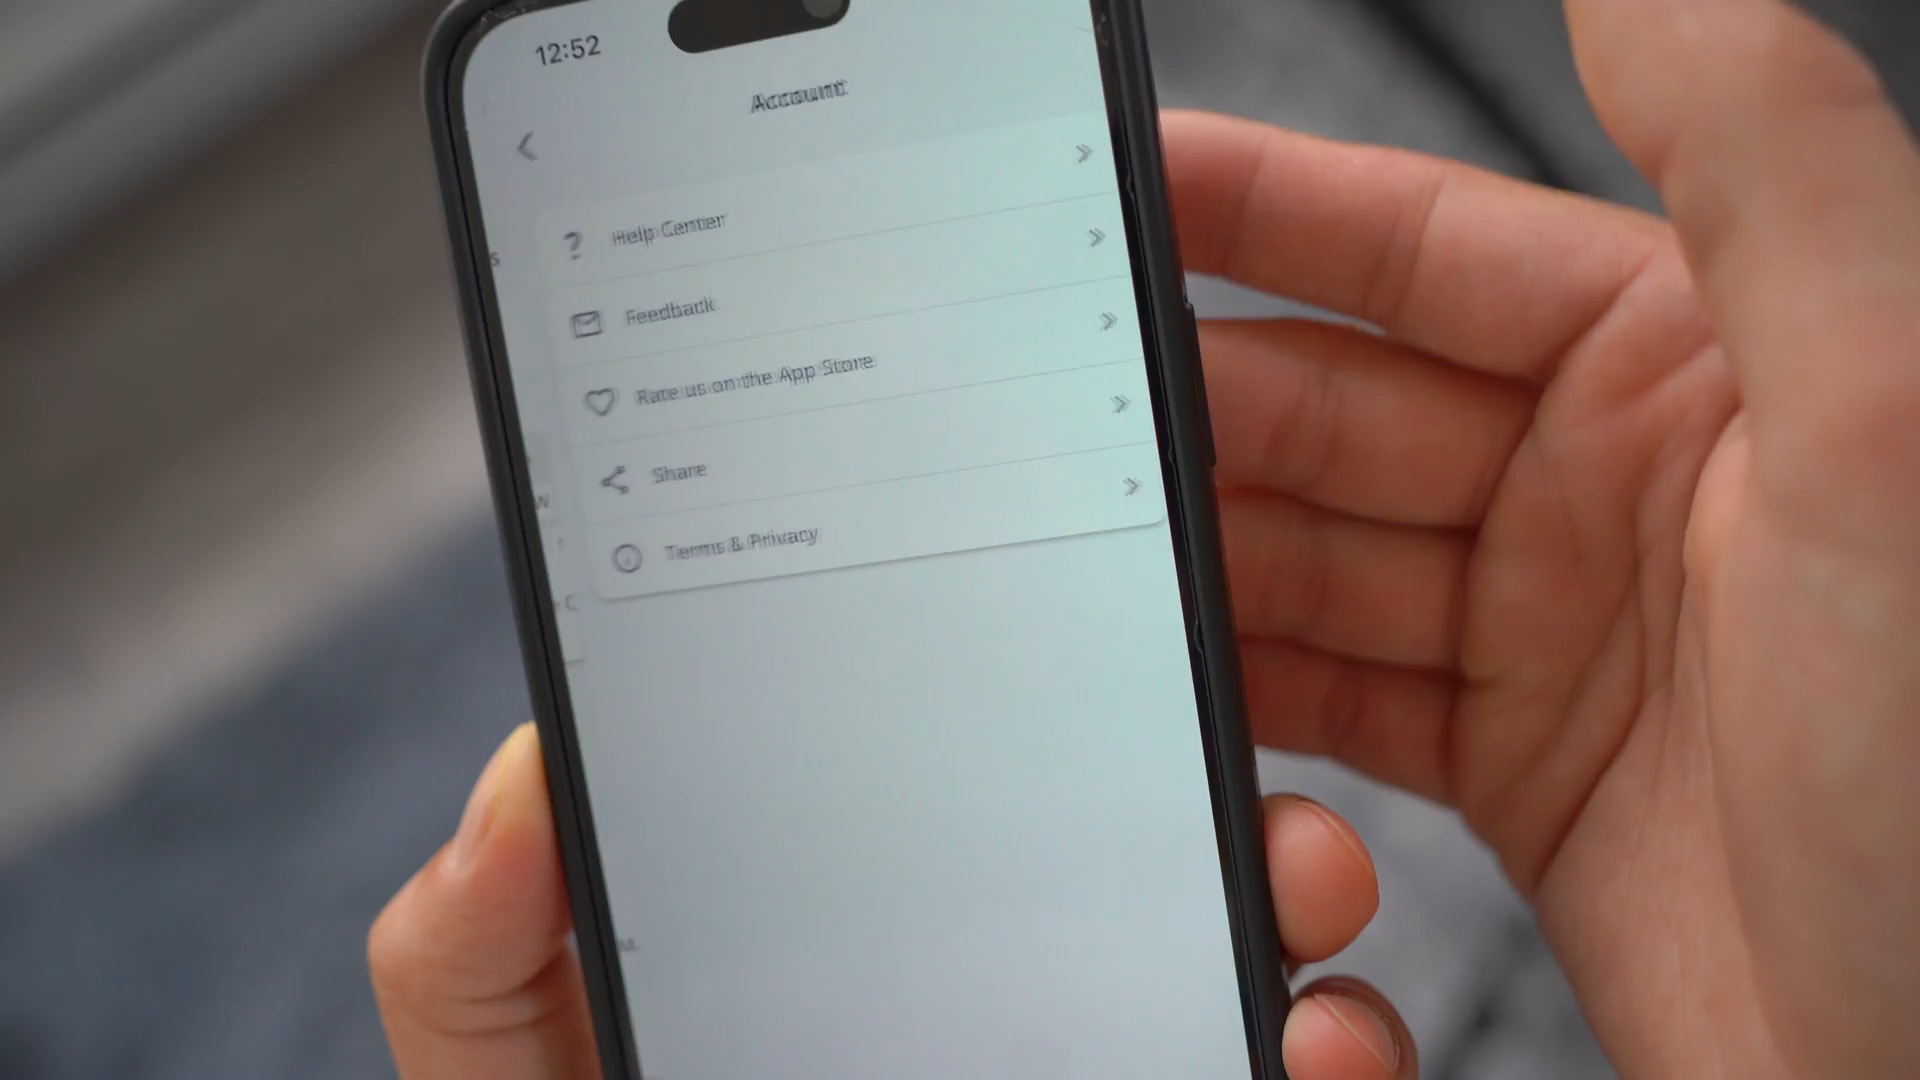 12:52
Account
Help Center
Feedback
Rate us on the App Store
Share
Terms & Privacy